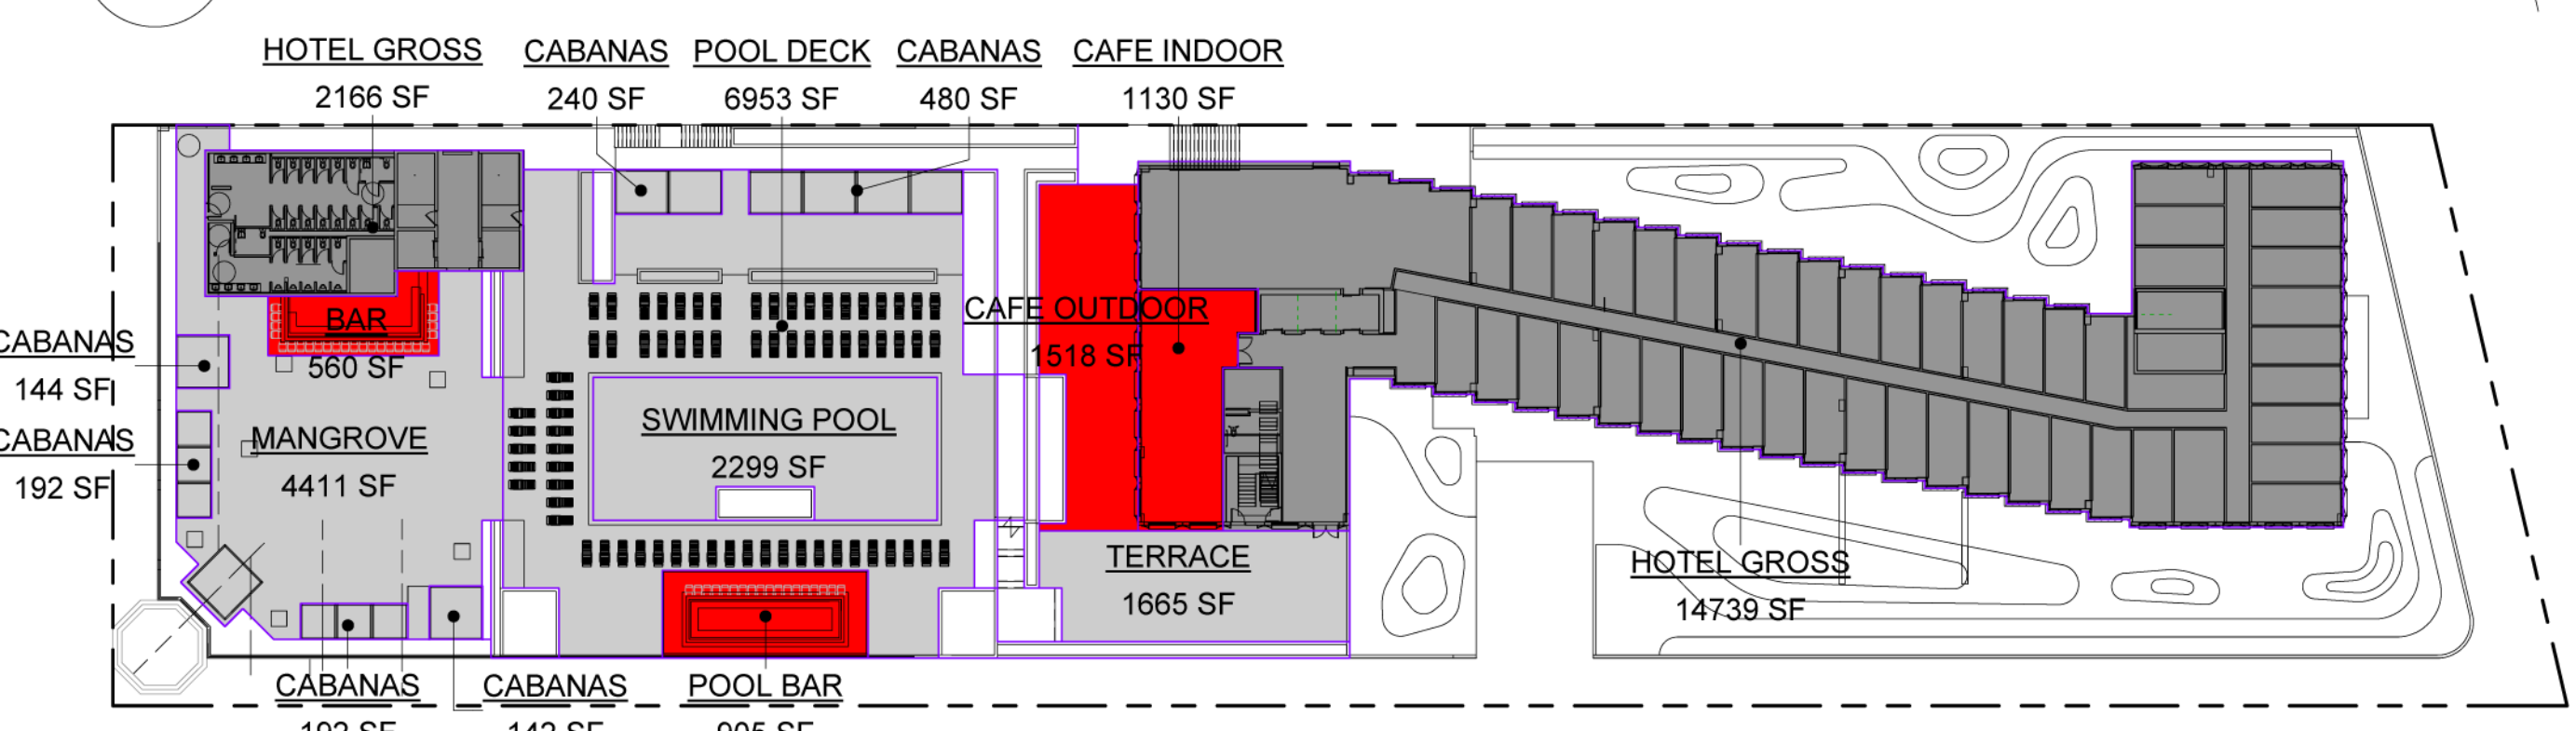 HOTEL GROSS
2166 SF
CABANAS
240 SF
POOL DECK
6953 SF
CABANAS
480 SF
CAFE INDOOR
1130 SF
BAR
560 SF
CAFE OUTDOOR
1518 SF
CABANAS
144 SF
CABANAS
192 SF
MANGROVE
4411 SF
SWIMMING POOL
2299 SF
TERRACE
1665 SF
HOTEL GROSS
14739 SF
CABANAS
CABANAS
POOL BAR